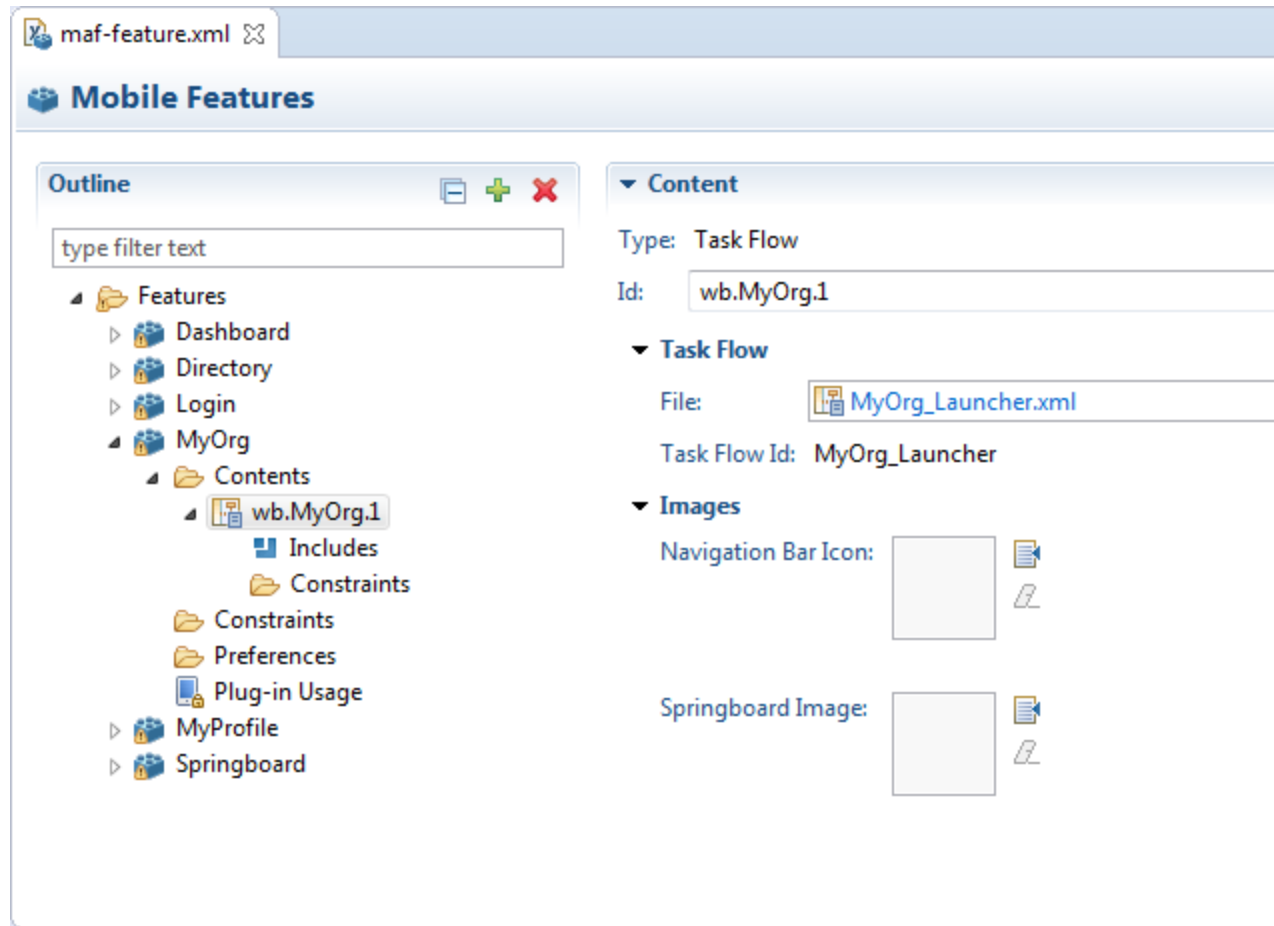 maf-feature.xml
Mobile Features
Outline
type filter text
Features
Dashboard
Directory
Login
MyOrg
Contents
wb.MyOrg.1
Includes
Constraints
Constraints
Preferences
Plug-in Usage
MyProfile
Springboard
Content
Type: Task Flow
Id: wb.MyOrg.1
Task Flow
File: MyOrg_Launcher.xml
Task Flow Id: MyOrg_Launcher
Images
Navigation Bar Icon:
Springboard Image: